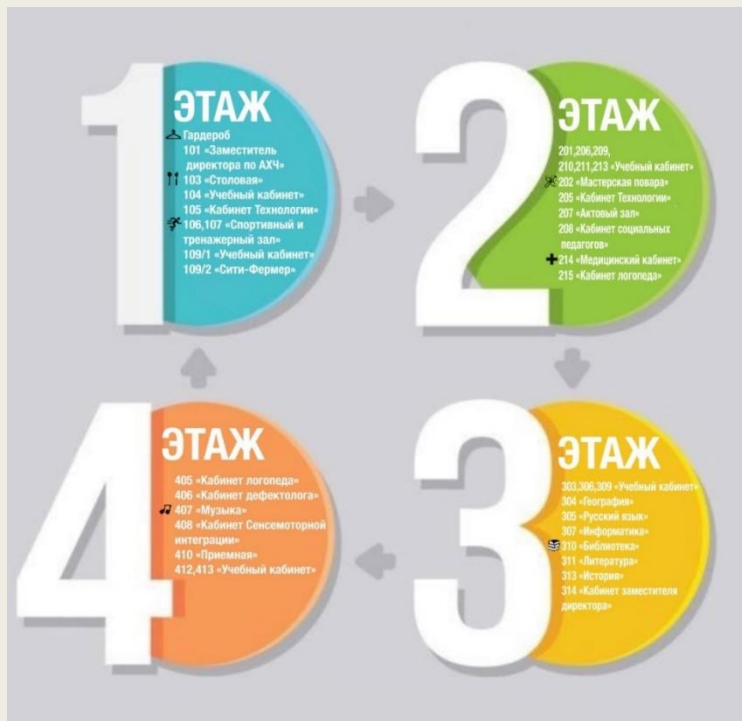 1
ЭТАЖ
Гардероб
101 «Заместитель
директора по АХЧ»
103 «Столовая»
104 «Учебный кабинет»
105 «Кабинет Технологии»
106,107 «Спортивный и
тренажерный зал»
109/1 «Учебный кабинет»
109/2 «Сити-Фермер»
2
ЭТАЖ
201,206,209,
210,211,213 «Учебный кабинет»
202 «Мастерская повара»
205 «Кабинет Технологии»
207 «Актовый зал»
208 «Кабинет социальных
педагогов»
214 «Медицинский кабинет»
215 «Кабинет логопеда»
3
ЭТАЖ
303,306,309 «Учебный кабинет»
304 «География»
305 «Русский язык»
307 «Информатика»
310 «Библиотека»
311 «Литература»
313 «История»
314 «Кабинет заместителя
директора»
4
ЭТАЖ
405 «Кабинет логопеда»
406 «Кабинет дефектолога»
407 «Музыка»
408 «Кабинет Сенсемоторной
интеграции»
410 «Приемная»
412,413 «Учебный кабинет»